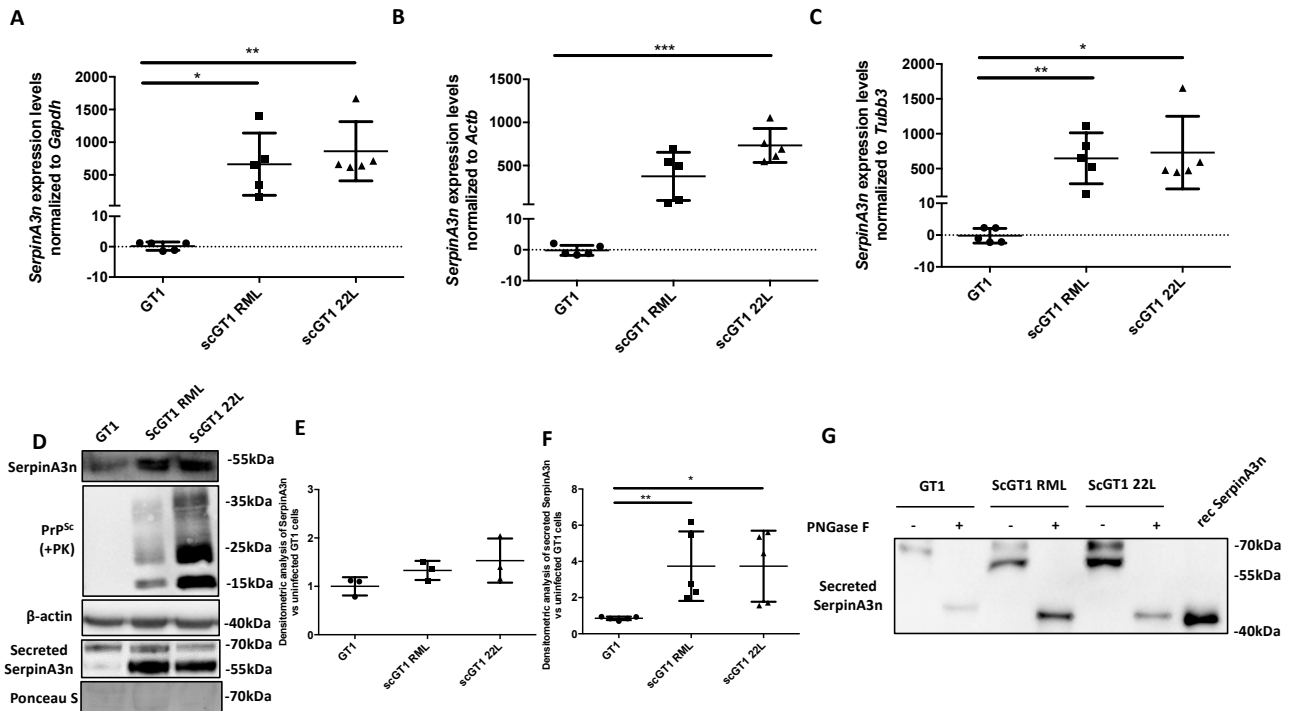 A
**
*
2000
1500
1000
500
10
0
-10
SerpinA3n expression levels
normalized to Gapdh
GT1
scGT1 RML
scGT1 22L
B
***
1500
1000
500
10
0
-10
SerpinA3n expression levels
normalized to Actb
GT1
scGT1 RML
scGT1 22L
C
*
**
2000
1500
1000
500
10
0
-10
SerpinA3n expression levels
normalized to Tubb3
GT1
scGT1 RML
scGT1 22L
D
GT1
ScGT1 RML
ScGT1 22L
SerpinA3n
-55kDa
PrPSc
(+PK)
-35kDa
-25kDa
-15kDa
β-actin
-40kDa
Secreted
SerpinA3n
-70kDa
-55kDa
Ponceau S
-70kDa
E
3
2
1
0
Densitometric analysis of SerpinA3n
vs uninfected GT1 cells
GT1
scGT1 RML
scGT1 22L
F
*
**
8
6
4
2
0
Densitometric analysis of secreted SerpinA3n
vs uninfected GT1 cells
GT1
scGT1 RML
scGT1 22L
G
GT1
ScGT1 RML
ScGT1 22L
rec SerpinA3n
PNGase F
- + - + - +
Secreted
SerpinA3n
-70kDa
-55kDa
-40kDa